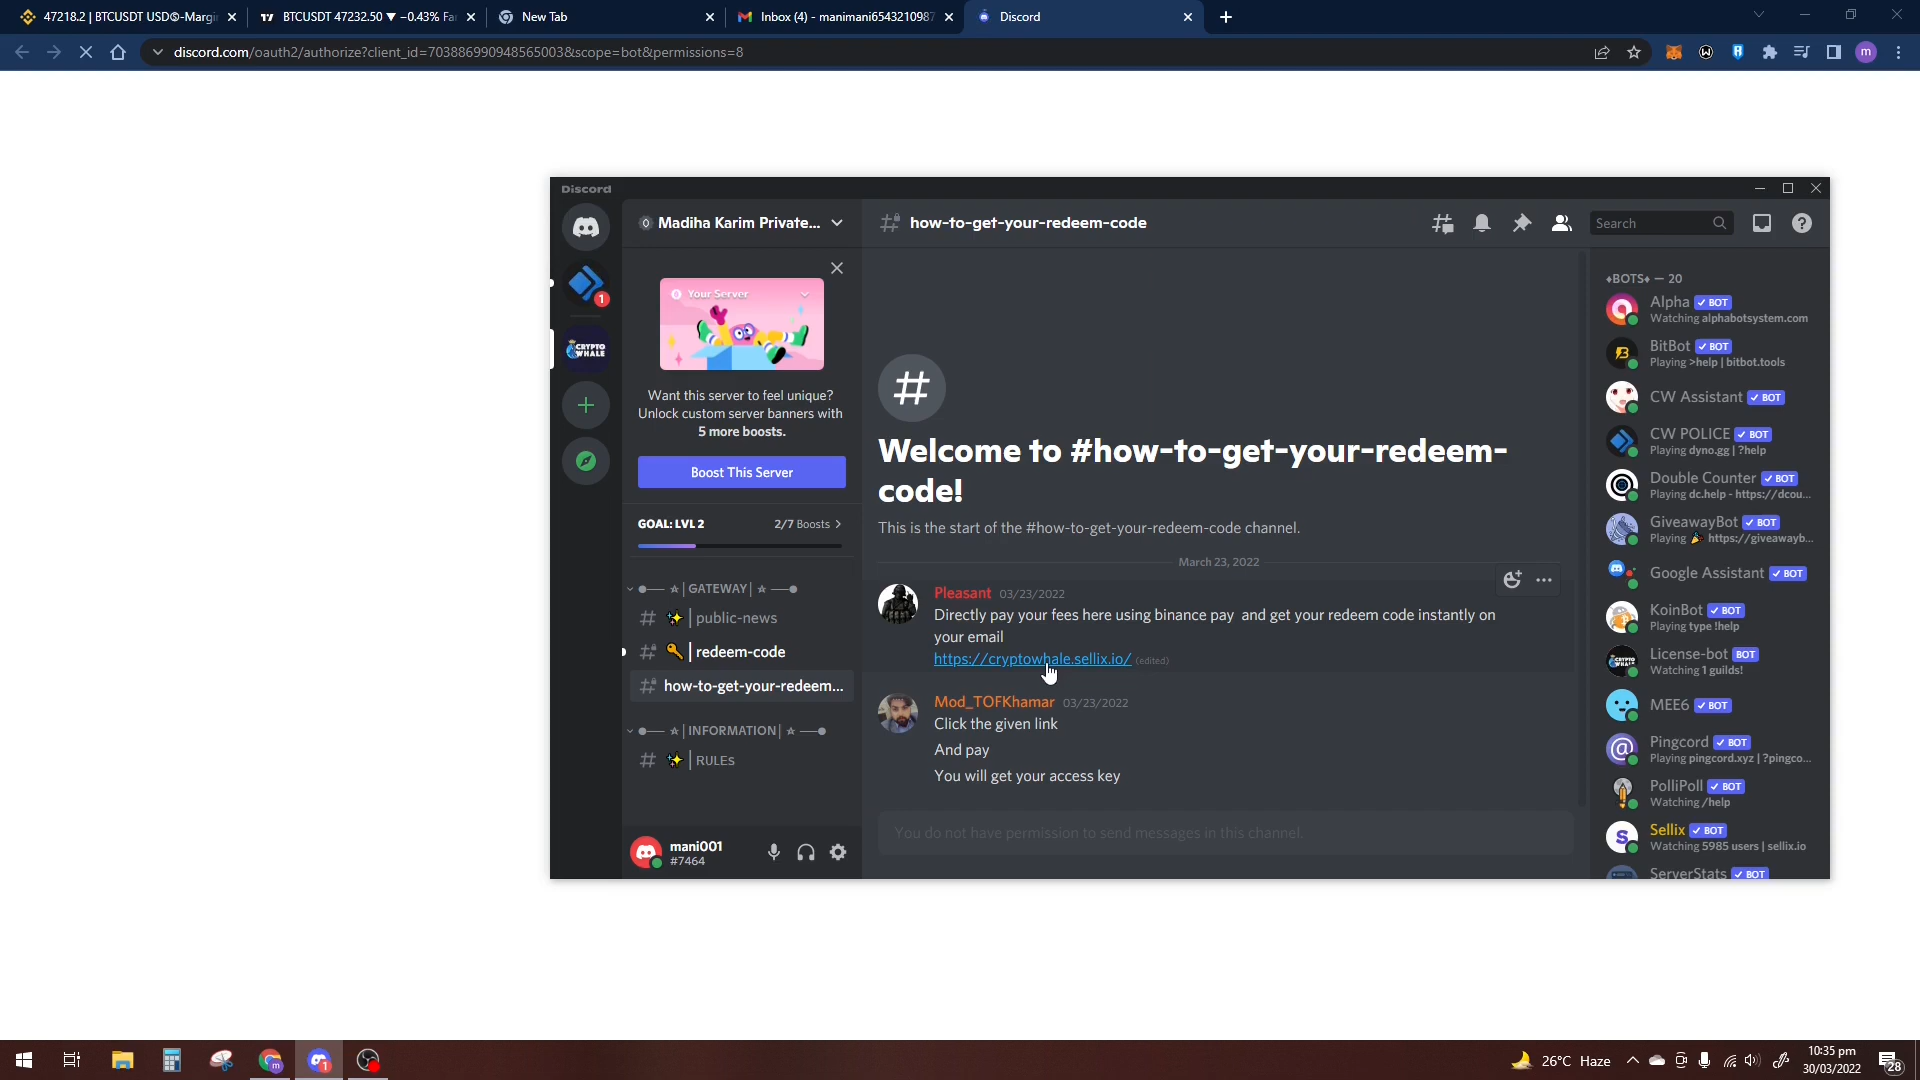 47218.2 | BTCUSDT USDⓈ-Margi
BTCUSDT 47232.50 ▼ −0.43% Fa
New Tab
Inbox (4) - manimani6543210987
Discord
discord.com/oauth2/authorize?client_id=703886990948565003&scope=bot&permissions=8
m
Discord
Madiha Karim Private...
how-to-get-your-redeem-code
Search
Your Server
Want this server to feel unique?
Unlock custom server banners with
5 more boosts.
Boost This Server
GOAL: LVL 2
2/7 Boosts >
1
CRYPTO
WHALE
●— ☆|GATEWAY|☆ —●
# ✨|public-news
# 🔑|redeem-code
# how-to-get-your-redeem...
●— ☆|INFORMATION|☆ —●
# ✨|RULEs
mani001
#7464
Welcome to #how-to-get-your-redeem-
code!
This is the start of the #how-to-get-your-redeem-code channel.
March 23, 2022
Pleasant 03/23/2022
Directly pay your fees here using binance pay and get your redeem code instantly on
your email
https://cryptowhale.sellix.io/ (edited)
Mod_TOFKhamar 03/23/2022
Click the given link
And pay
You will get your access key
You do not have permission to send messages in this channel.
♦BOTS♦ — 20
Alpha ✓ BOT
Watching alphabotsystem.com
BitBot ✓ BOT
Playing >help | bitbot.tools
CW Assistant ✓ BOT
CW POLICE ✓ BOT
Playing dyno.gg | ?help
Double Counter ✓ BOT
Playing dc.help - https://dcou...
GiveawayBot ✓ BOT
Playing 🎉 https://giveawayb...
Google Assistant ✓ BOT
KoinBot ✓ BOT
Playing type !help
License-bot ✓ BOT
Watching 1 guilds!
MEE6 ✓ BOT
Pingcord ✓ BOT
Playing pingcord.xyz | ?pingco...
PolliPoll ✓ BOT
Watching /help
Sellix ✓ BOT
Watching 5985 users | sellix.io
ServerStats ✓ BOT
26°C Haze
10:35 pm
30/03/2022
28